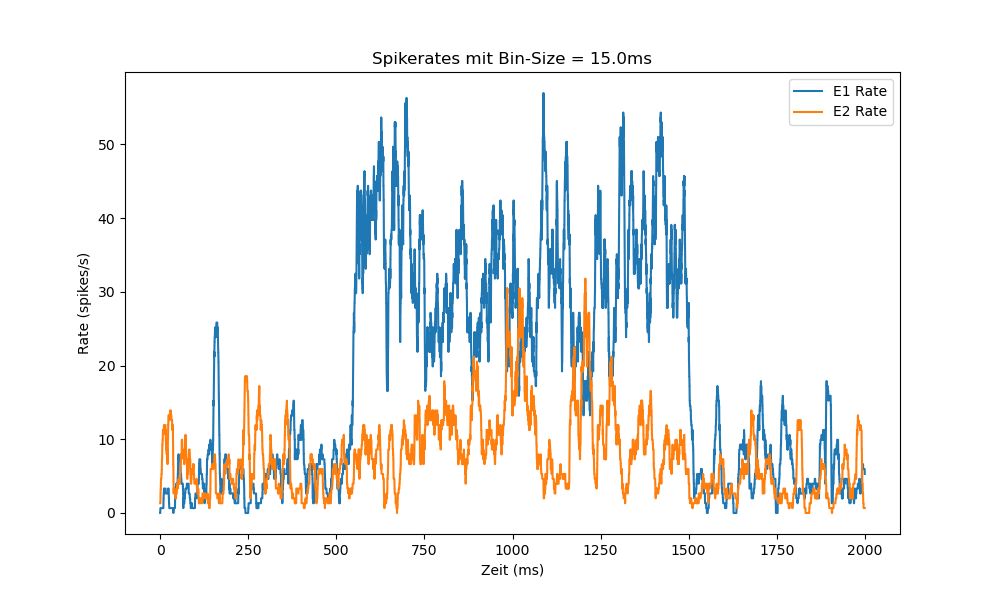 Spikerates mit Bin-Size = 15.0ms
E1 Rate
E2 Rate
Rate (spikes/s)
50
40
30
20
10
0
0 250 500 750 1000 1250 1500 1750 2000
Zeit (ms)